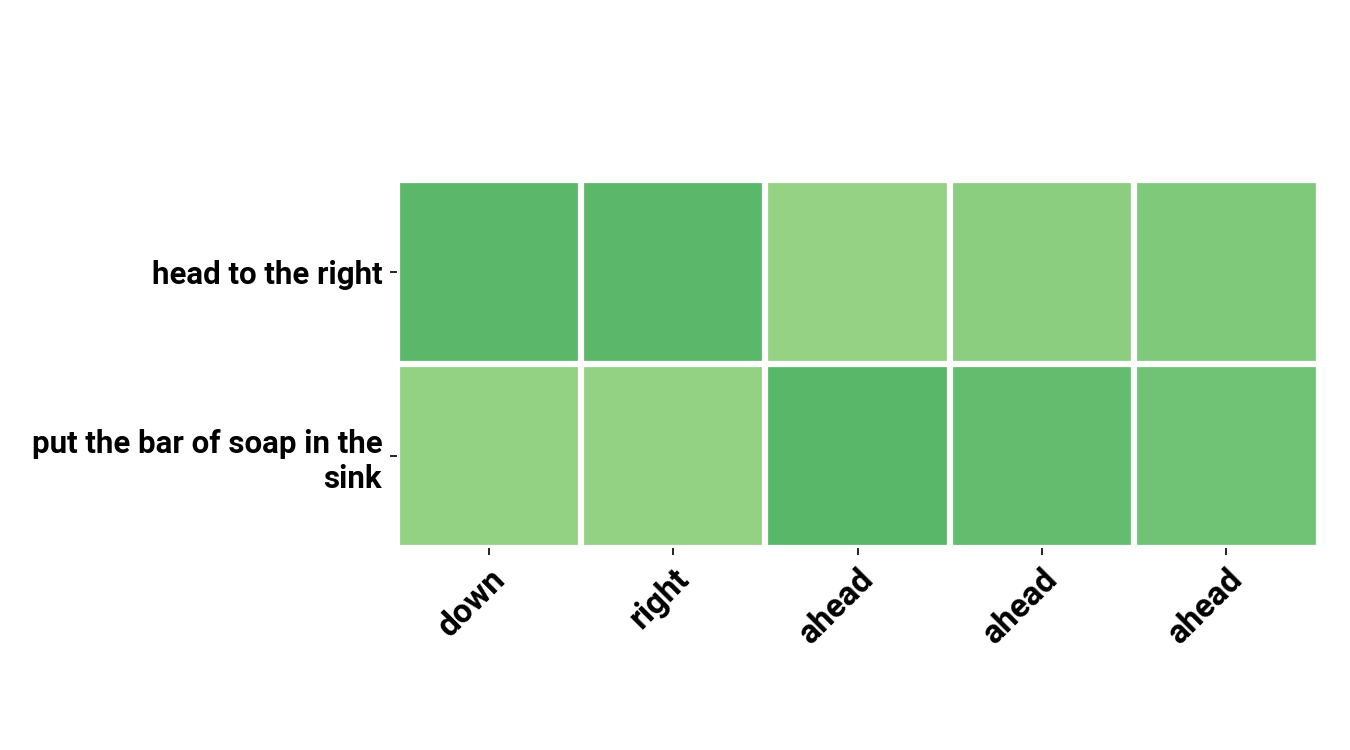 head to the right
put the bar of soap in the
sink
down
right
ahead
ahead
ahead